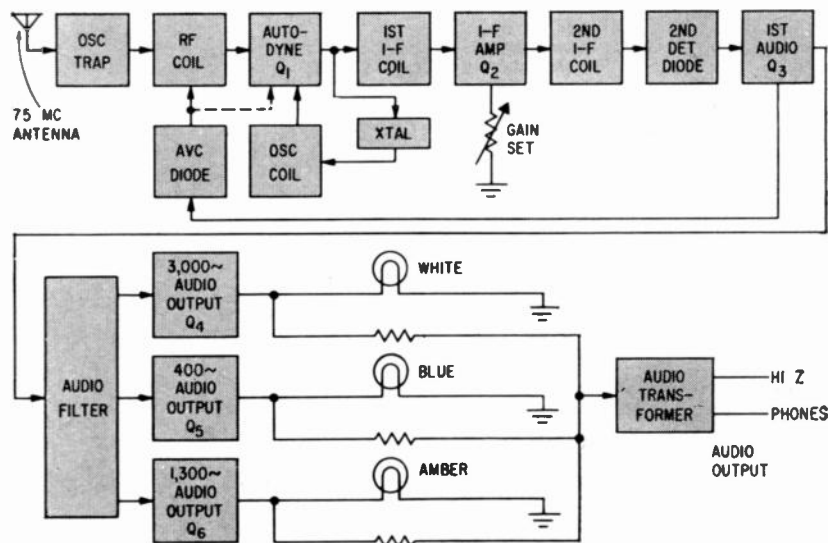 OSC
TRAP
RF
COIL
AUTO-
DYNE
Q1
1ST
I-F
COIL
I-F
AMP
Q2
2ND
I-F
COIL
2ND
DET
DIODE
1ST
AUDIO
Q3
75 MC
ANTENNA
AVC
DIODE
OSC
COIL
XTAL
GAIN
SET
AUDIO
FILTER
3,000~
AUDIO
OUTPUT
Q4
WHITE
400~
AUDIO
OUTPUT
Q5
BLUE
1,300~
AUDIO
OUTPUT
Q6
AMBER
AUDIO
TRANS-
FORMER
HI Z
PHONES
AUDIO
OUTPUT